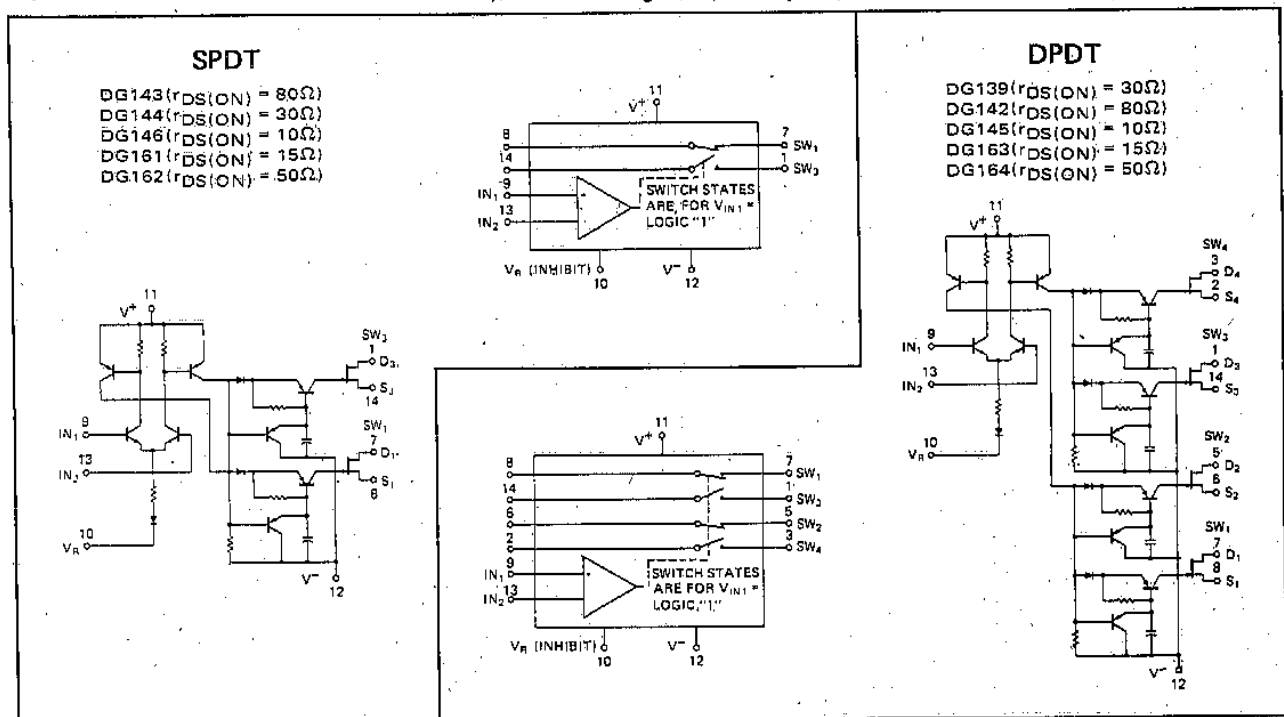 SPDT
DG143(rDS(ON) = 80Ω)
DG144(rDS(ON) = 30Ω)
DG146(rDS(ON) = 10Ω)
DG161(rDS(ON) = 15Ω)
DG162(rDS(ON) = 50Ω)
11
V+
8
14
9
IN1
13
IN2
7
SW1
1
SW3
SWITCH STATES
ARE, FOR VIN1 =
LOGIC "1"
VR (INHIBIT)
10
V-
12
DPDT
DG139(rDS(ON) = 30Ω)
DG142(rDS(ON) = 80Ω)
DG145(rDS(ON) = 10Ω)
DG163(rDS(ON) = 15Ω)
DG164(rDS(ON) = 50Ω)
11
V+
9
IN1
13
IN2
10
VR
SW4
3
D4
2
S4
SW3
1
D3
14
S3
SW2
5
D2
6
S2
SW1
7
D1
8
S1
V-
12
11
V+
9
IN1
13
IN2
10
VR
SW3
1
D3
S3
14
SW1
7
D1
S1
8
V-
12
11
V+
8
14
6
2
9
IN1
13
IN2
7
SW1
1
SW3
5
SW2
3
SW4
SWITCH STATES
ARE FOR VIN1 =
LOGIC, "1"
VR (INHIBIT)
10
V-
12